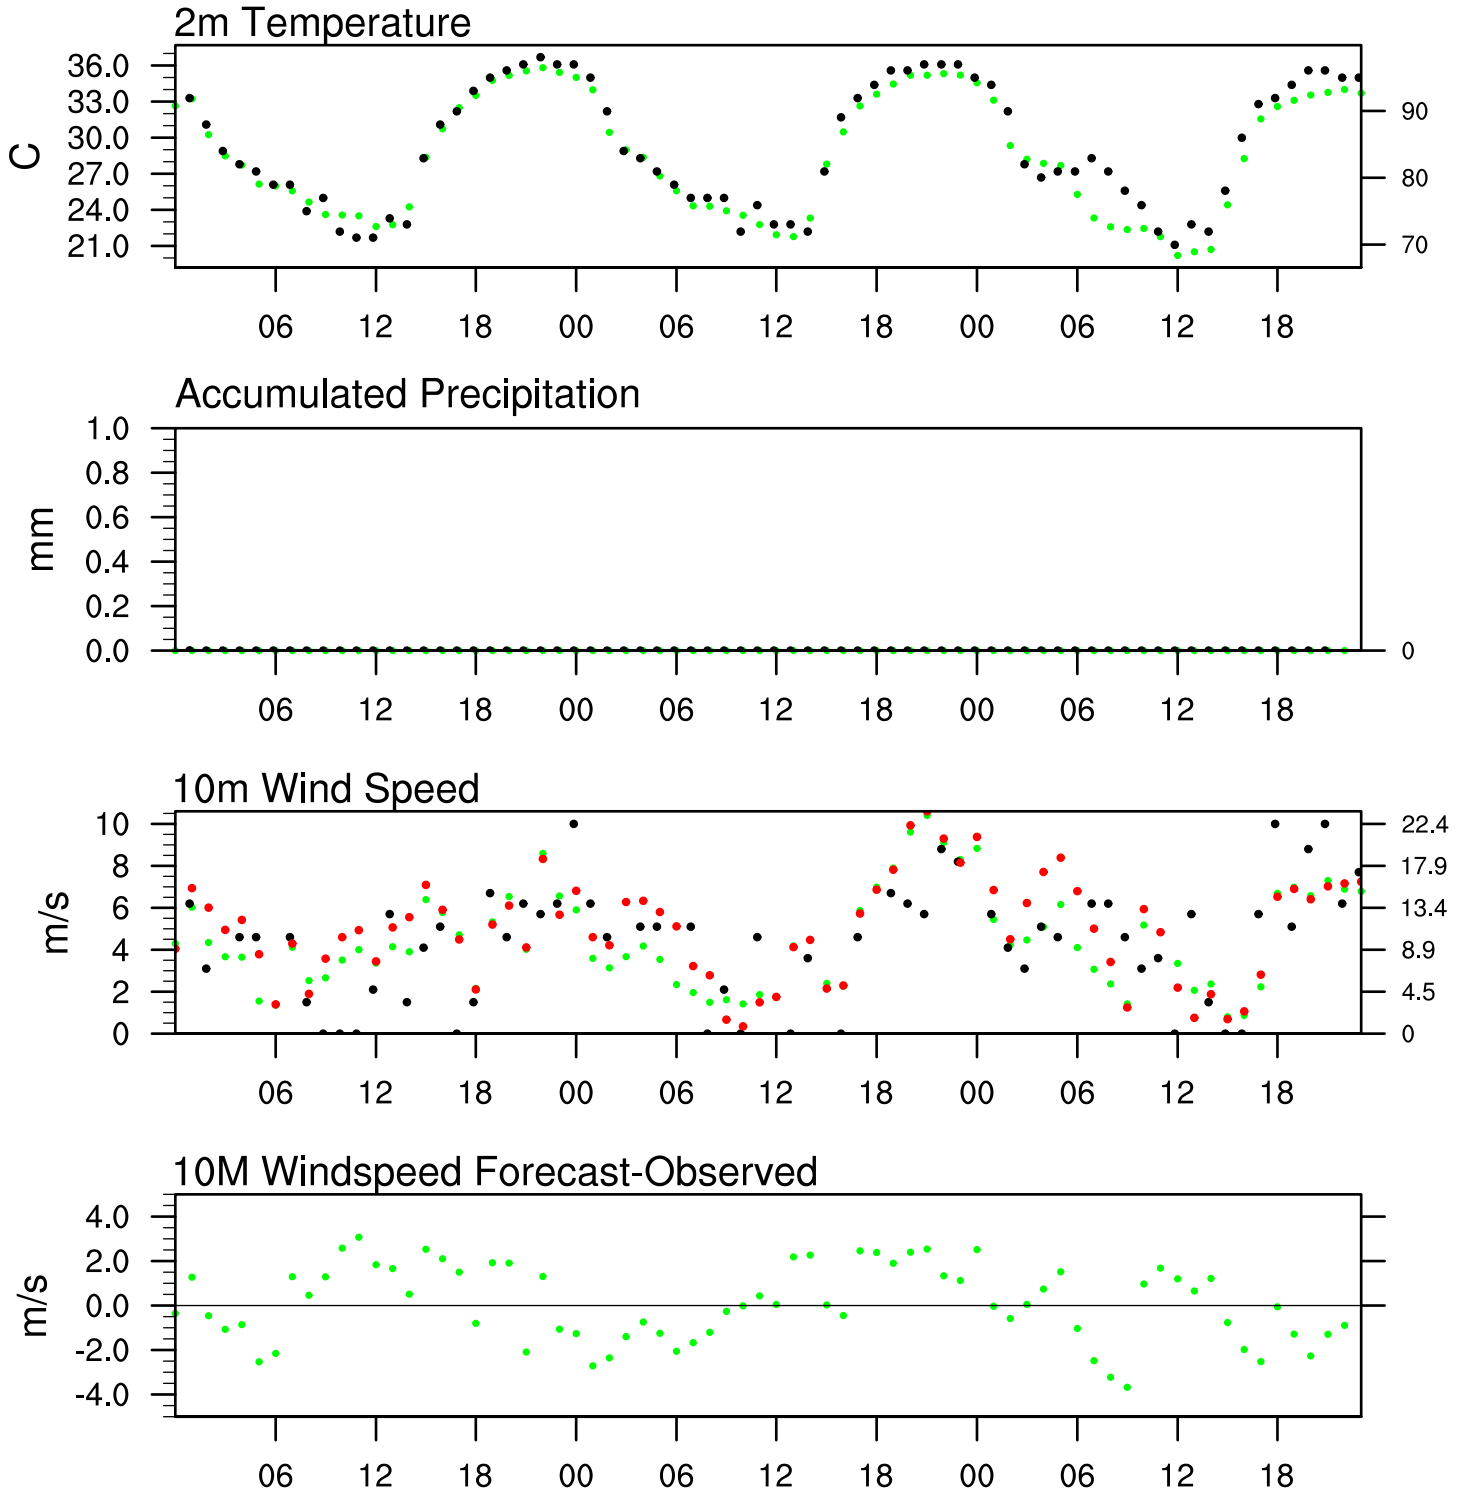 2m Temperature
36.0
33.0
30.0
27.0
24.0
21.0
C
90
80
70
06 12 18 00 06 12 18 00 06 12 18
Accumulated Precipitation
1.0
0.8
0.6
0.4
0.2
0.0
mm
0
06 12 18 00 06 12 18 00 06 12 18
10m Wind Speed
10
8
6
4
2
0
m/s
22.4
17.9
13.4
8.9
4.5
0
06 12 18 00 06 12 18 00 06 12 18
10M Windspeed Forecast-Observed
4.0
2.0
0.0
-2.0
-4.0
m/s
06 12 18 00 06 12 18 00 06 12 18